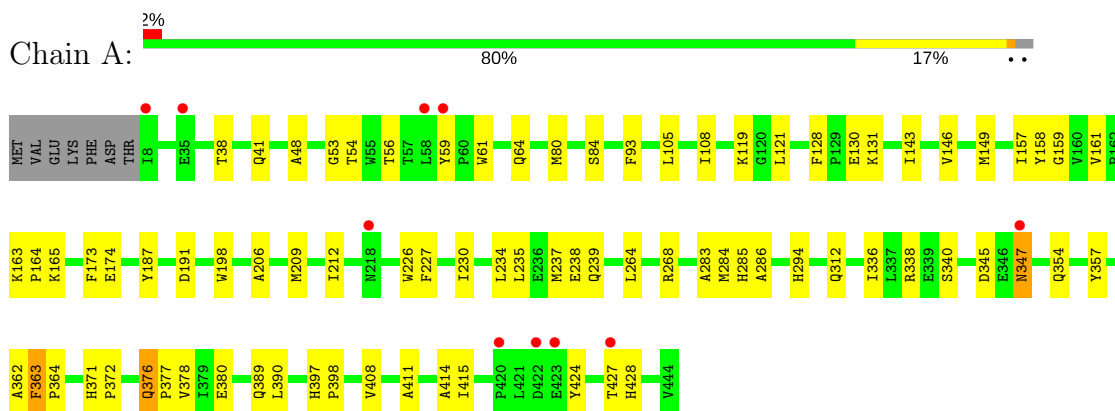 2%
Chain A:
80% 17% • •
MET VAL GLU LYS PHE ASP THR I8 E35 T38 Q41 A48 G53 T54 W55 T56 T57 L58 Y59 P60 W61 Q64 M80 S84 F93 L105 I108 K119 G120 L121 F128 P129 E130 K131 I143 V146 M149 I157 Y158 G159 V160 V161 R162
K163 P164 K165 F173 E174 Y187 D191 W198 A206 M209 I212 N218 W226 F227 I230 L234 L235 E236 M237 E238 Q239 L264 R268 A283 M284 H285 A286 H294 Q312 I336 L337 R338 E339 S340 D345 E346 N347 Q354 Y357
A362 F363 P364 H371 P372 Q376 P377 V378 I379 E380 Q389 L390 H397 P398 V408 A411 A414 I415 P420 L421 D422 E423 Y424 T427 H428 V444